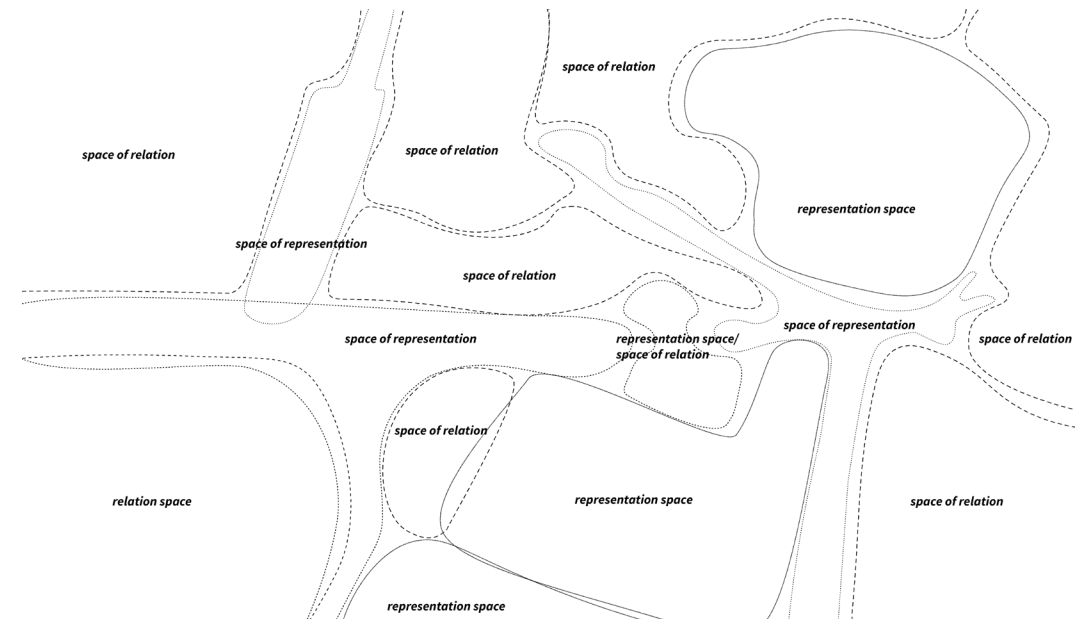 space of relation
space of relation
space of relation
representation space
space of representation
space of relation
space of representation
space of representation
representation space/
space of relation
space of relation
space of relation
relation space
representation space
space of relation
representation space